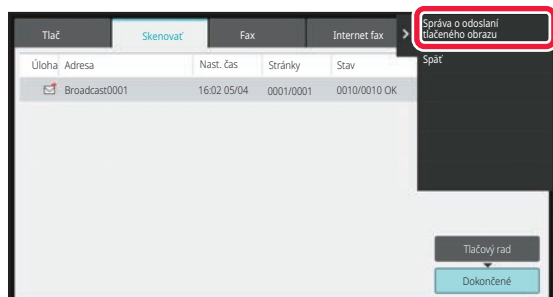 Tlač Skenovať Fax Internet fax
Správa o odoslaní
tlačeného obrazu
Späť
Úloha Adresa Nast. čas Stránky Stav
Broadcast0001 16:02 05/04 0001/0001 0010/0010 OK
Tlačový rad
Dokončené